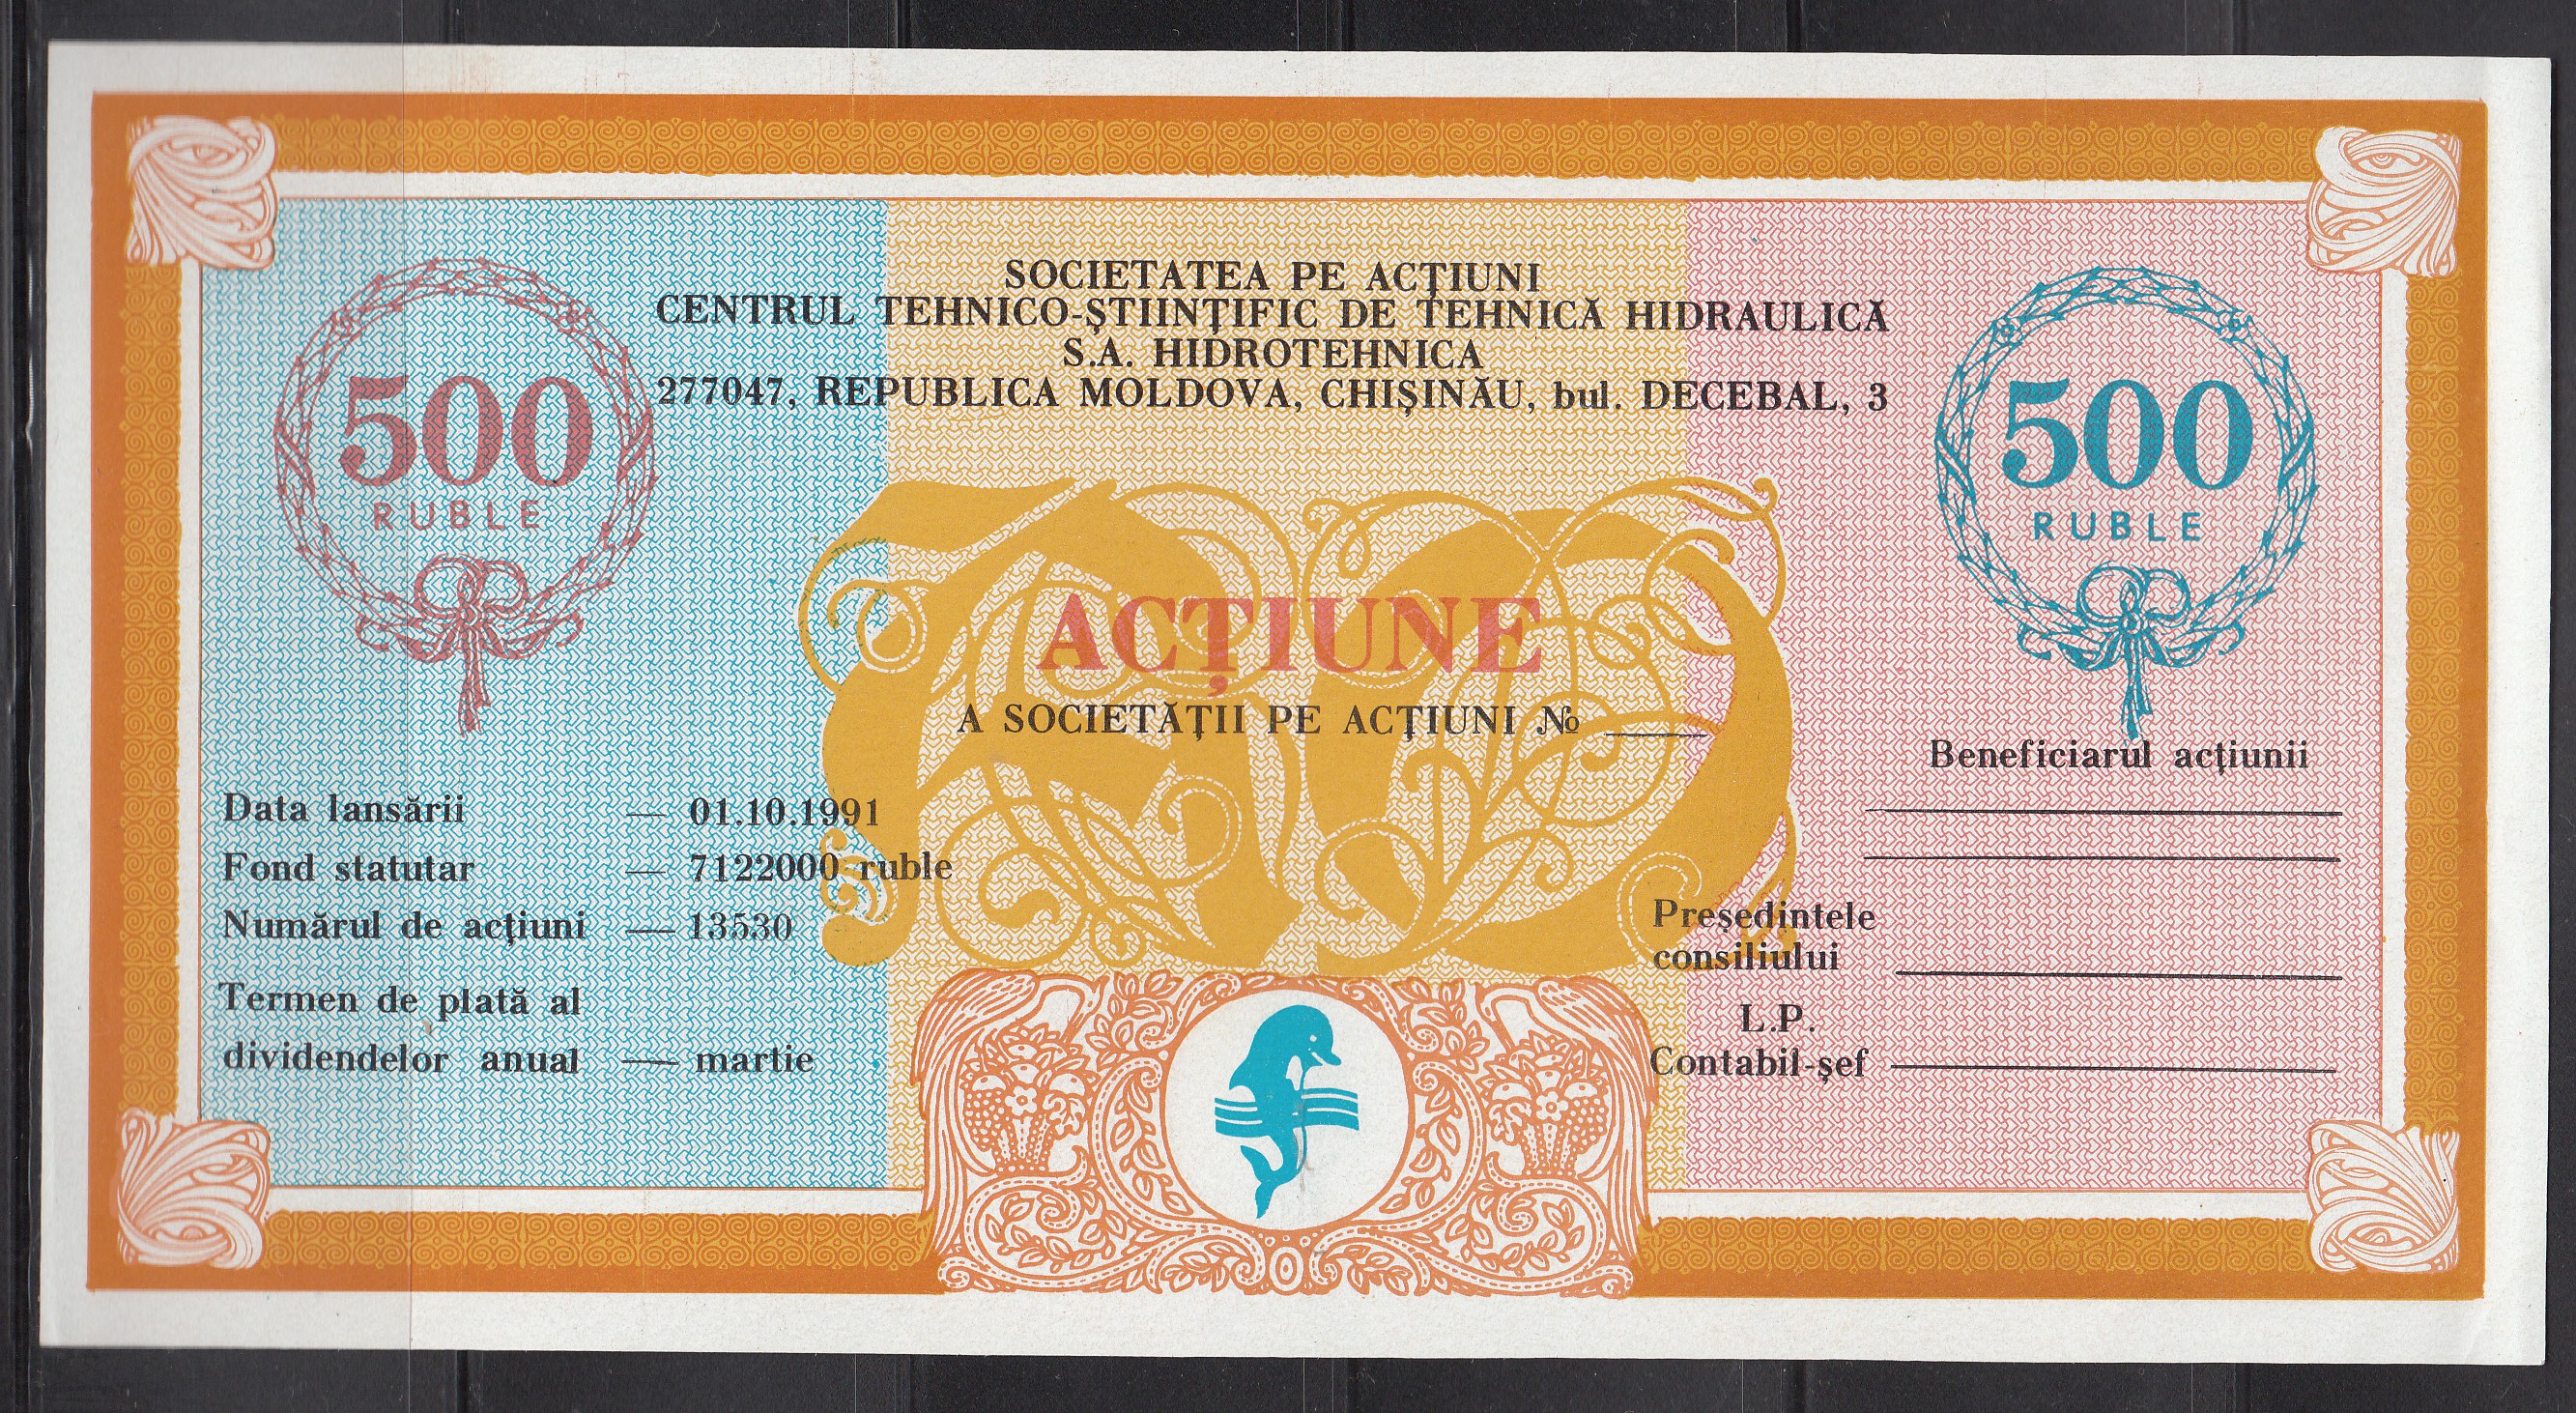 SOCIETATEA PE ACȚIUNI
CENTRUL TEHNICO-ȘTIINȚIFIC DE TEHNICĂ HIDRAULICĂ
S.A. HIDROTEHNICA
277047, REPUBLICA MOLDOVA, CHIȘINĂU, bul. DECEBAL, 3
500
RUBLE
500
RUBLE
ACȚIUNE
A SOCIETĂȚII PE ACȚIUNI №
Data lansării — 01.10.1991
Fond statutar — 7122000 ruble
Numărul de acțiuni — 13530
Termen de plată al
dividendelor anual — martie
Beneficiarul acțiunii
Președintele
consiliului
L.P.
Contabil-șef